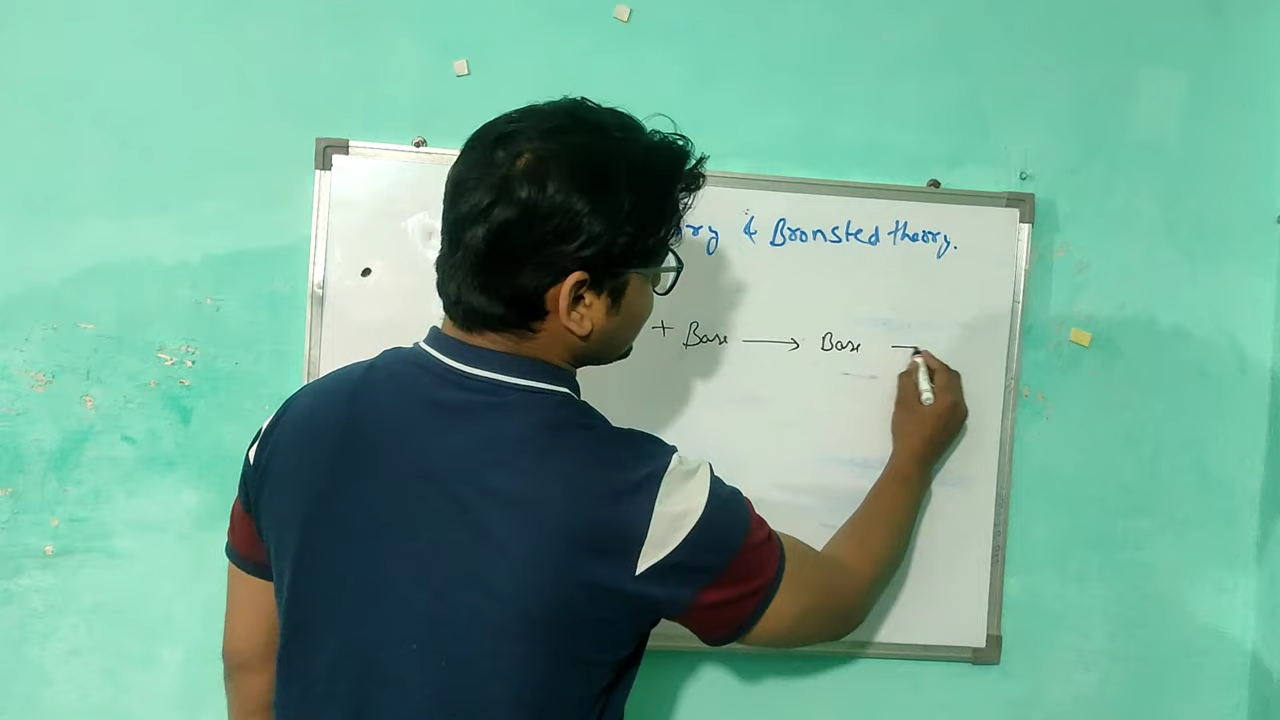 ry & Bronsted theory.
+ Base ⟶ Base —